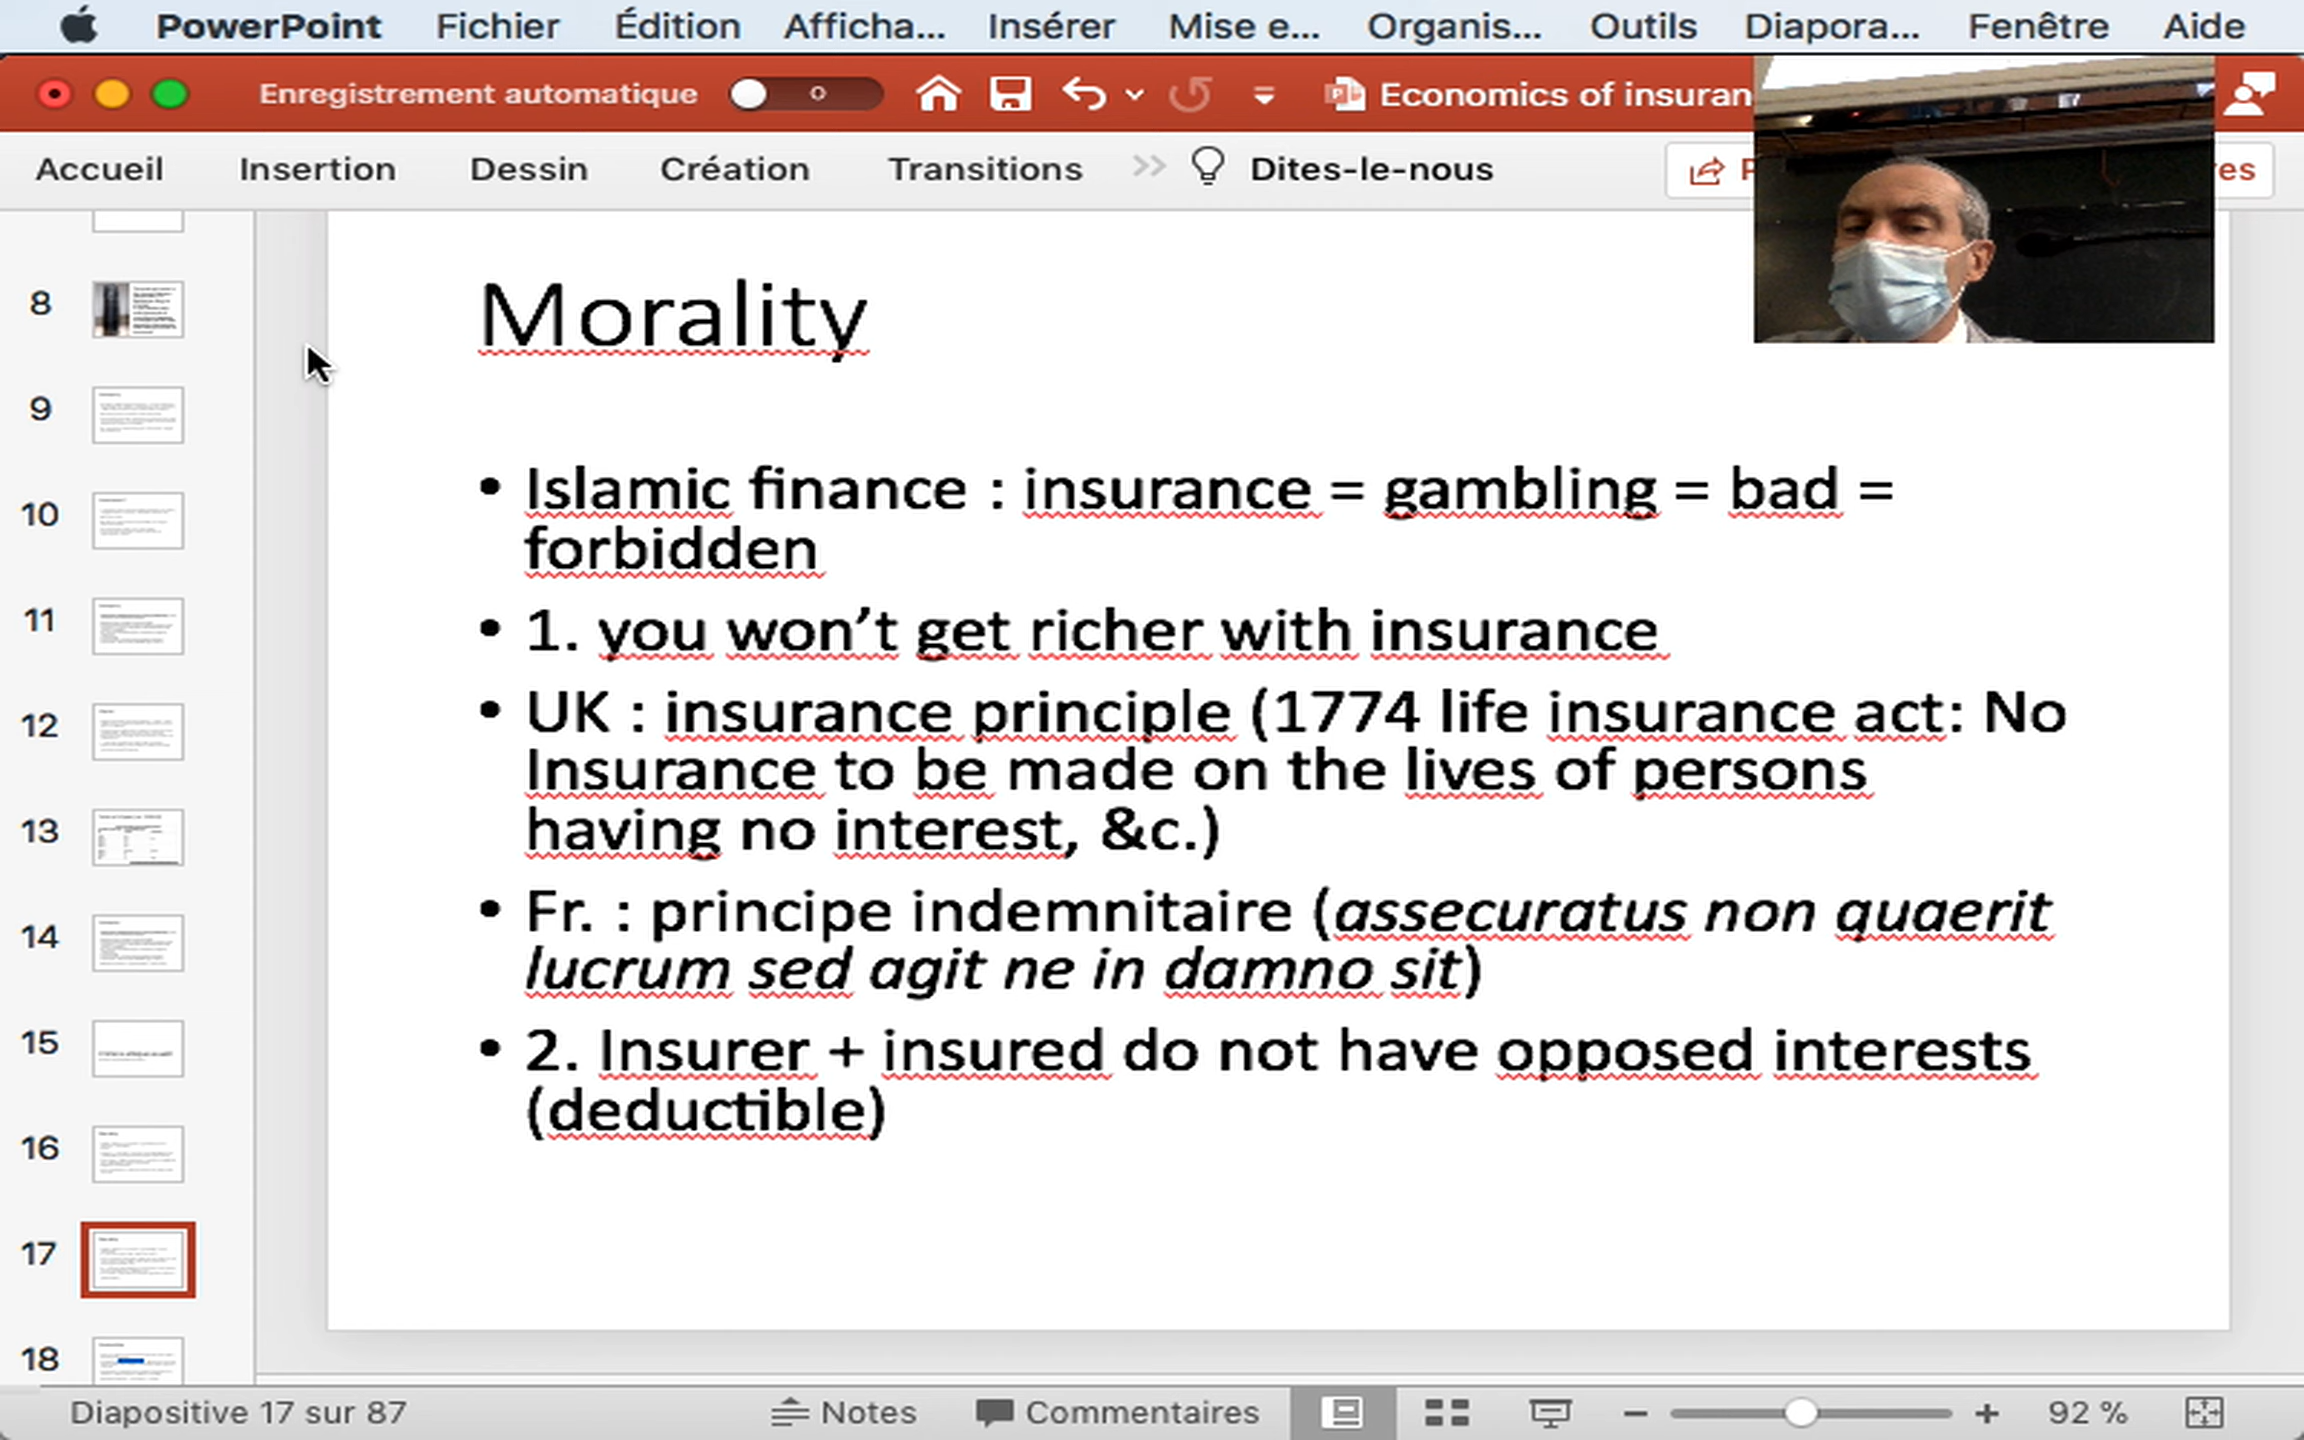 PowerPoint Fichier Édition Afficha... Insérer Mise e... Organis... Outils Diapora... Fenêtre Aide
Enregistrement automatique Economics of insuran
Accueil Insertion Dessin Création Transitions >> Dites-le-nous
Morality
• Islamic finance : insurance = gambling = bad =
forbidden
• 1. you won’t get richer with insurance
• UK : insurance principle (1774 life insurance act: No
Insurance to be made on the lives of persons
having no interest, &c.)
• Fr. : principe indemnitaire (assecuratus non quaerit
lucrum sed agit ne in damno sit)
• 2. Insurer + insured do not have opposed interests
(deductible)
8
9
10
11
12
13
14
15
16
17
18
Diapositive 17 sur 87 Notes Commentaires 92 %